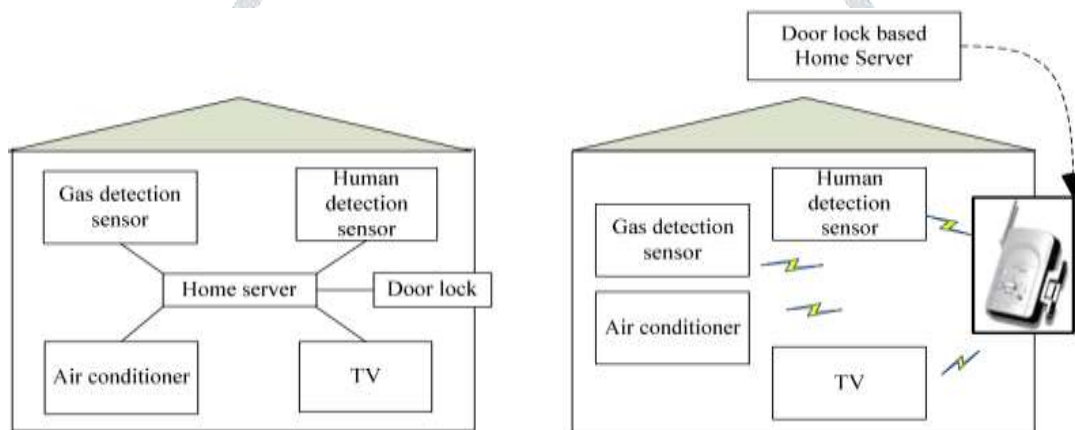 Gas detection
sensor
Human
detection
sensor
Home server
Door lock
Air conditioner
TV
Door lock based
Home Server
Human
detection
sensor
Gas detection
sensor
Air conditioner
TV